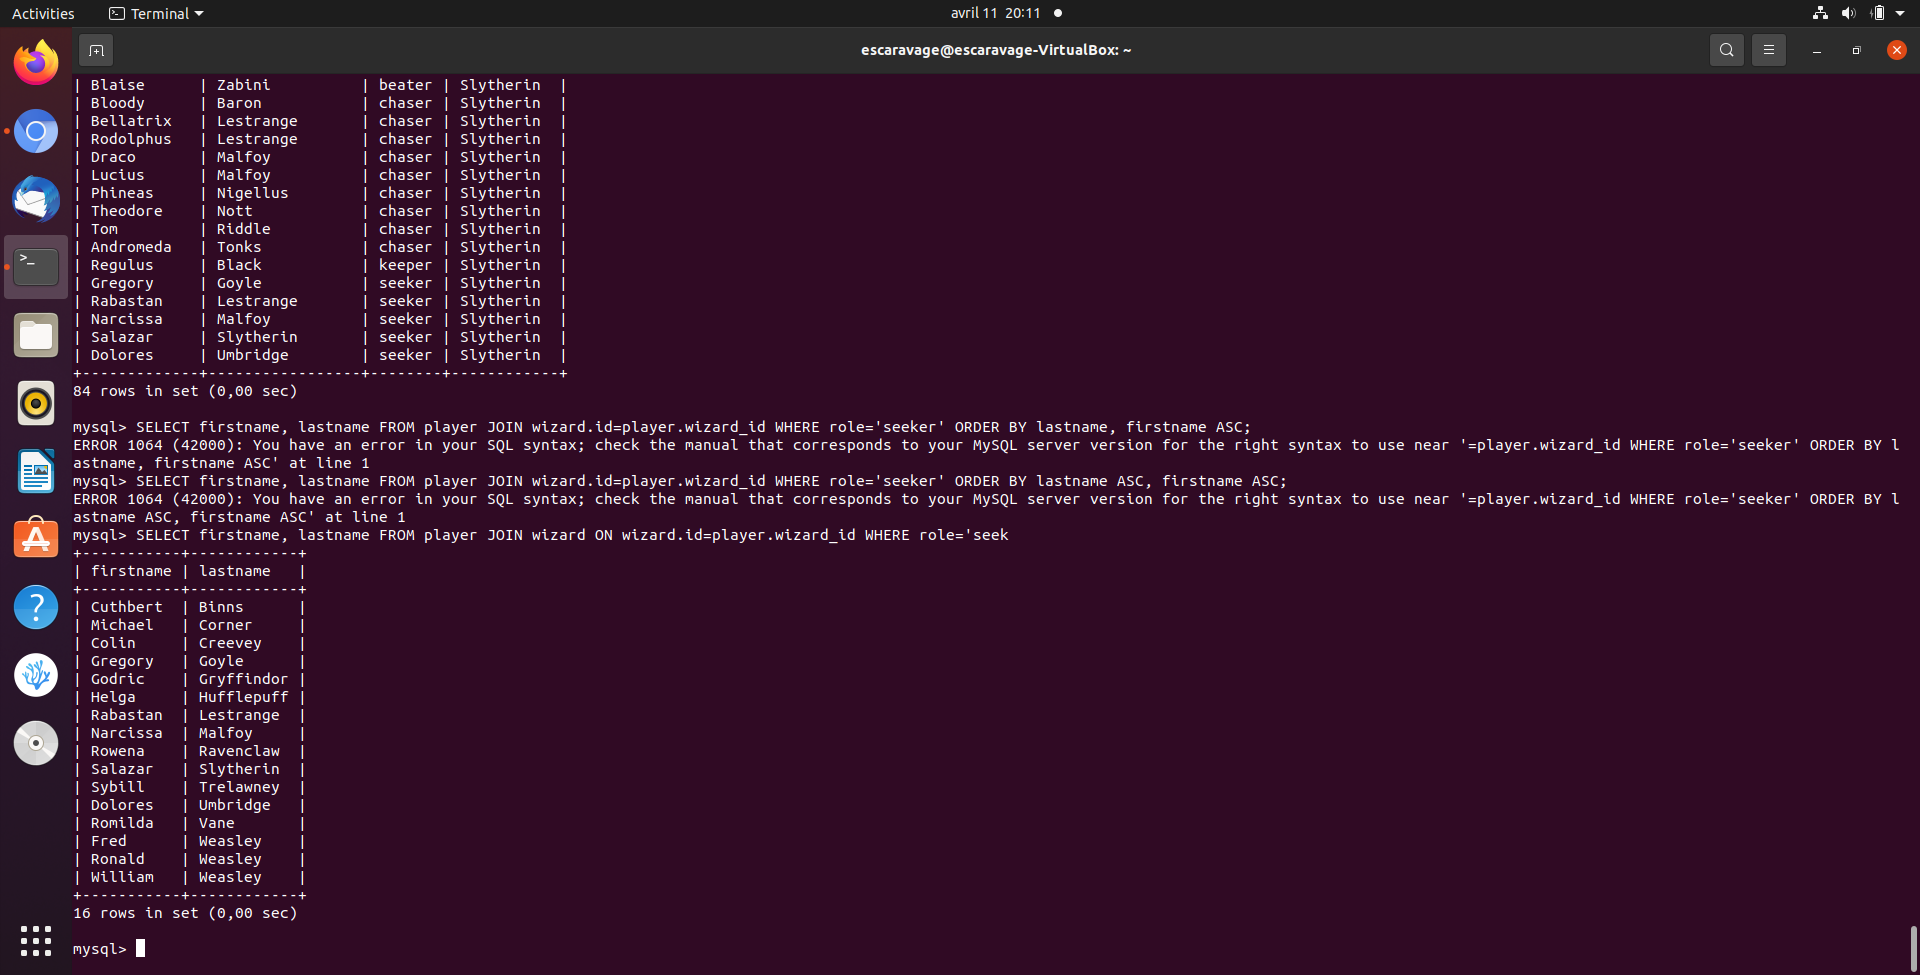 Activities Terminal avril 11 20:11
escaravage@escaravage-VirtualBox: ~
| Blaise      | Zabini          | beater | Slytherin  |
| Bloody      | Baron           | chaser | Slytherin  |
| Bellatrix   | Lestrange       | chaser | Slytherin  |
| Rodolphus   | Lestrange       | chaser | Slytherin  |
| Draco       | Malfoy          | chaser | Slytherin  |
| Lucius      | Malfoy          | chaser | Slytherin  |
| Phineas     | Nigellus        | chaser | Slytherin  |
| Theodore    | Nott            | chaser | Slytherin  |
| Tom         | Riddle          | chaser | Slytherin  |
| Andromeda   | Tonks           | chaser | Slytherin  |
| Regulus     | Black           | keeper | Slytherin  |
| Gregory     | Goyle           | seeker | Slytherin  |
| Rabastan    | Lestrange       | seeker | Slytherin  |
| Narcissa    | Malfoy          | seeker | Slytherin  |
| Salazar     | Slytherin       | seeker | Slytherin  |
| Dolores     | Umbridge        | seeker | Slytherin  |
+-------------+-----------------+--------+------------+
84 rows in set (0,00 sec)
mysql> SELECT firstname, lastname FROM player JOIN wizard.id=player.wizard_id WHERE role='seeker' ORDER BY lastname, firstname ASC;
ERROR 1064 (42000): You have an error in your SQL syntax; check the manual that corresponds to your MySQL server version for the right syntax to use near '=player.wizard_id WHERE role='seeker' ORDER BY l
astname, firstname ASC' at line 1
mysql> SELECT firstname, lastname FROM player JOIN wizard.id=player.wizard_id WHERE role='seeker' ORDER BY lastname ASC, firstname ASC;
ERROR 1064 (42000): You have an error in your SQL syntax; check the manual that corresponds to your MySQL server version for the right syntax to use near '=player.wizard_id WHERE role='seeker' ORDER BY l
astname ASC, firstname ASC' at line 1
mysql> SELECT firstname, lastname FROM player JOIN wizard ON wizard.id=player.wizard_id WHERE role='seek
+-----------+------------+
| firstname | lastname   |
+-----------+------------+
| Cuthbert  | Binns      |
| Michael   | Corner     |
| Colin     | Creevey    |
| Gregory   | Goyle      |
| Godric    | Gryffindor |
| Helga     | Hufflepuff |
| Rabastan  | Lestrange  |
| Narcissa  | Malfoy     |
| Rowena    | Ravenclaw  |
| Salazar   | Slytherin  |
| Sybill    | Trelawney  |
| Dolores   | Umbridge   |
| Romilda   | Vane       |
| Fred      | Weasley    |
| Ronald    | Weasley    |
| William   | Weasley    |
+-----------+------------+
16 rows in set (0,00 sec)
mysql>